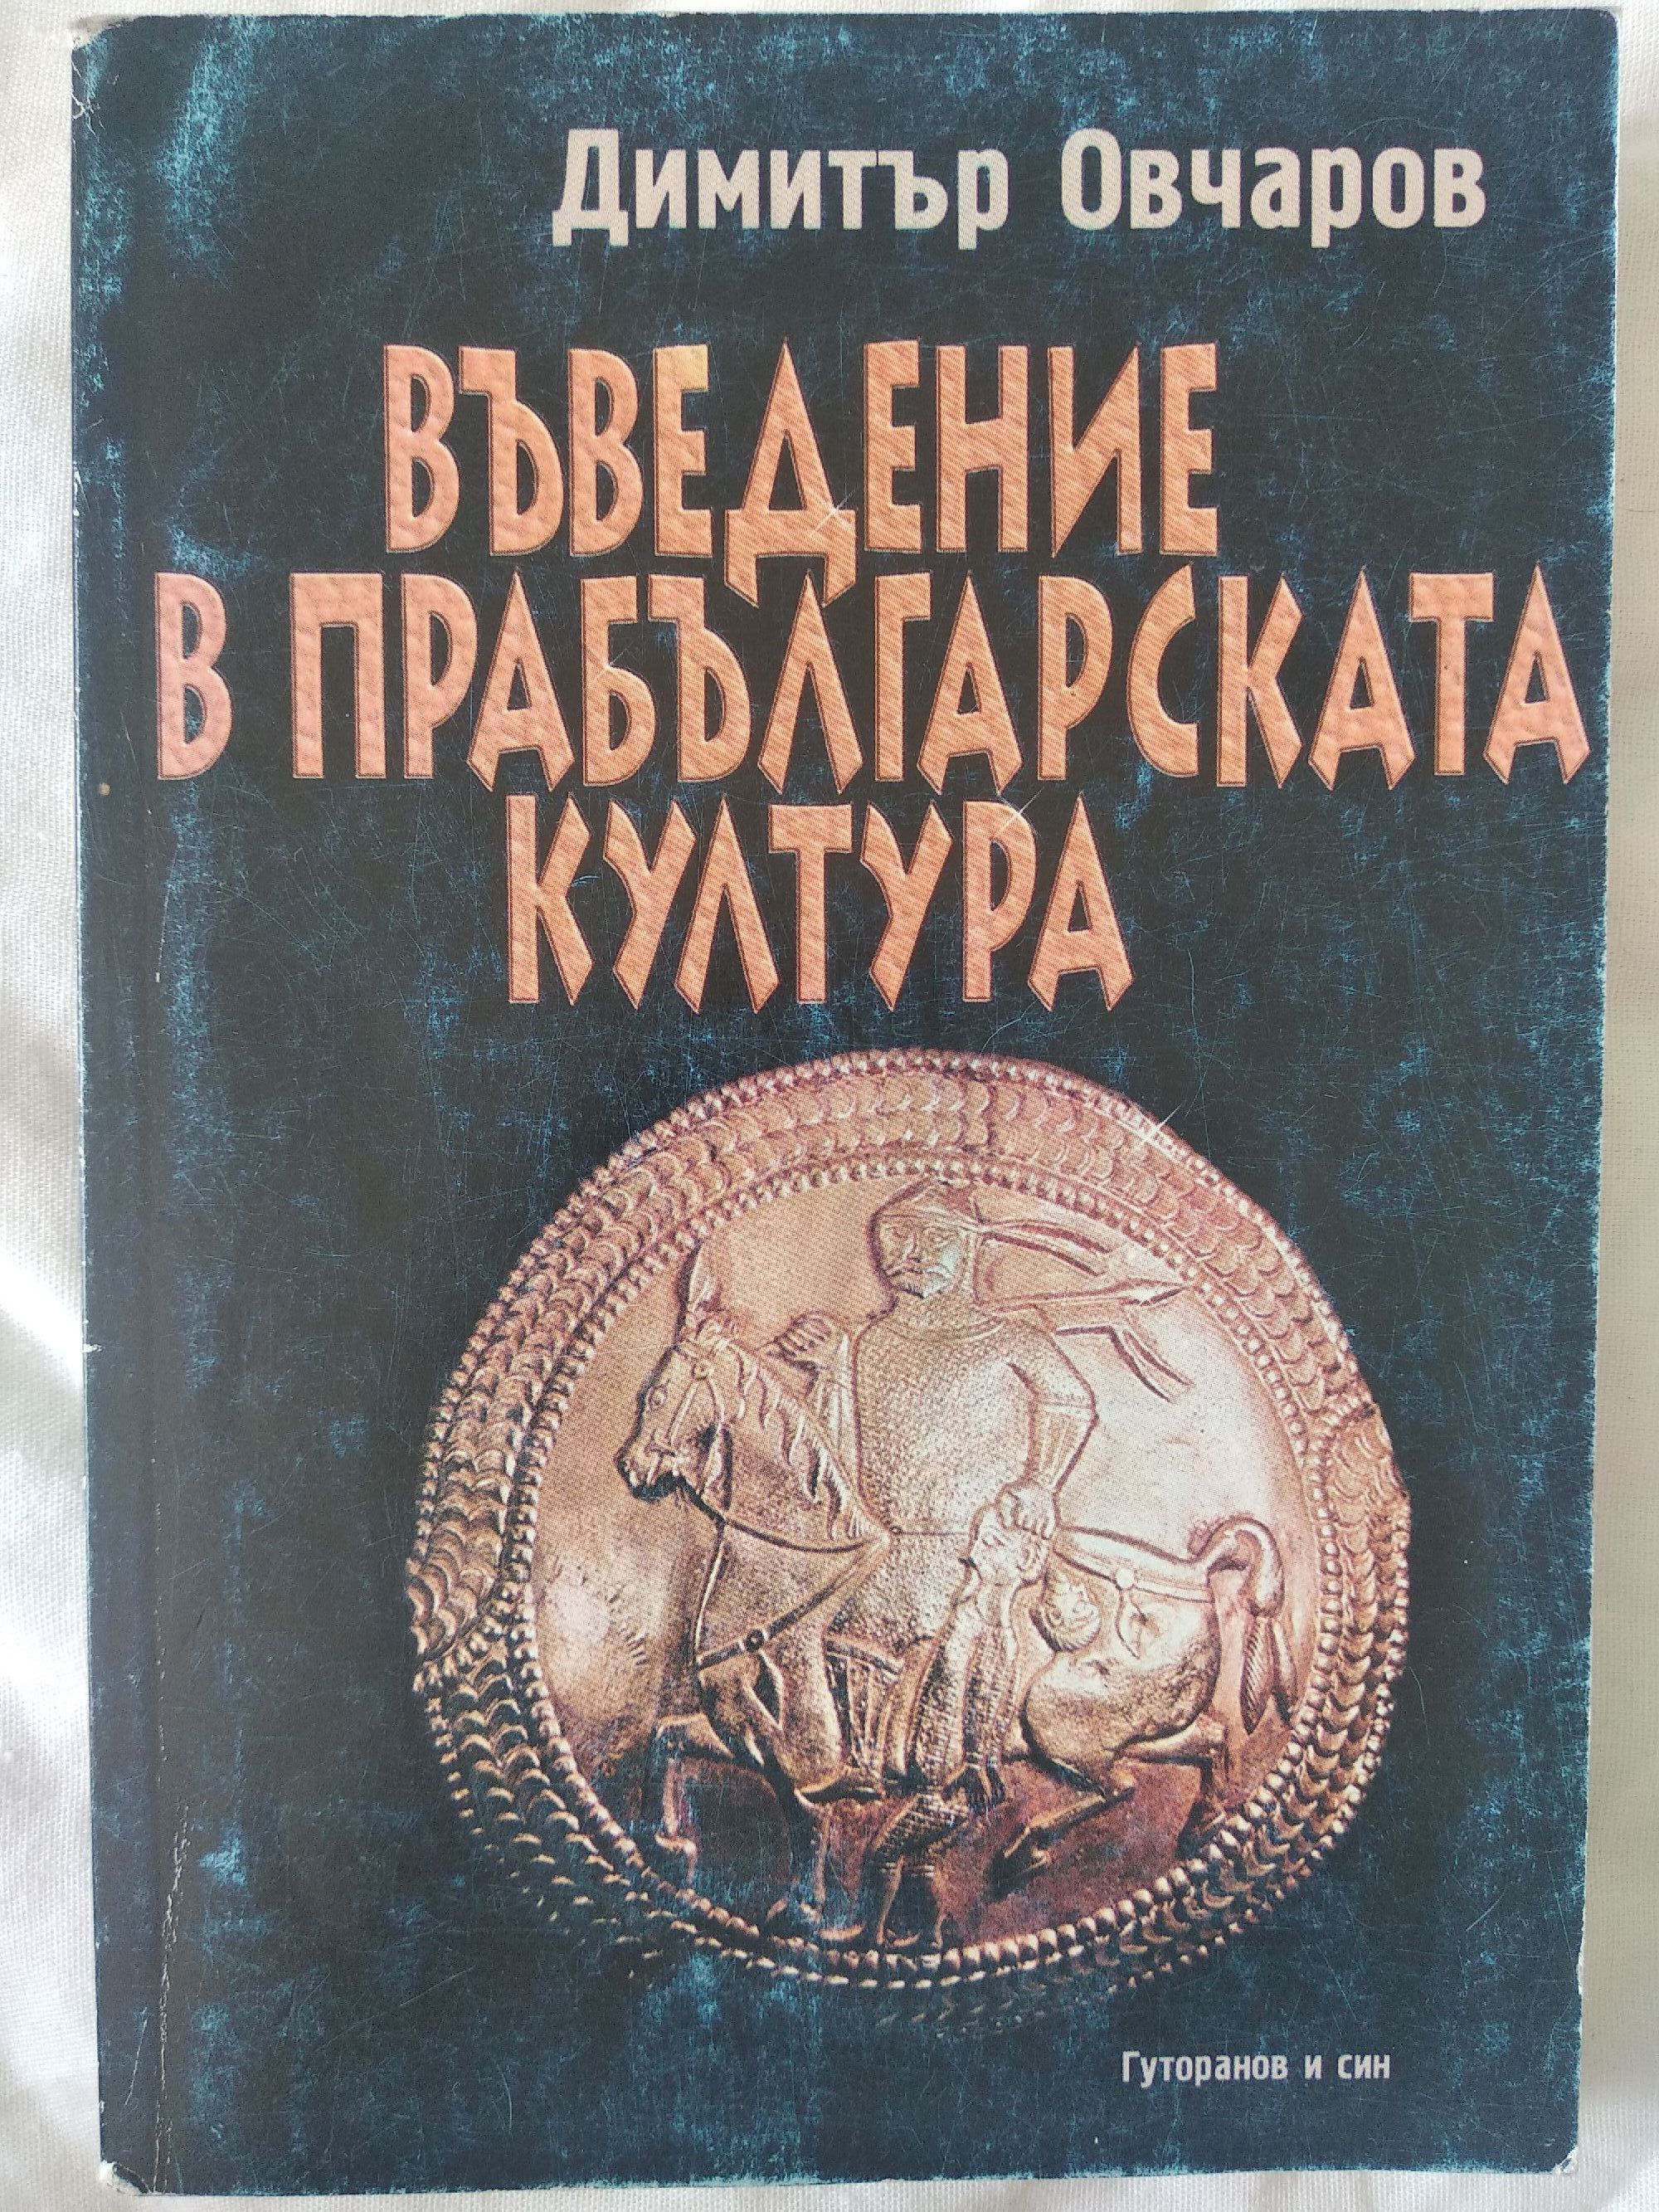 Димитър Овчаров
ВЪВЕДЕНИЕ
В ПРАБЪЛГАРСКАТА
КУЛТУРА
Гуторанов и син